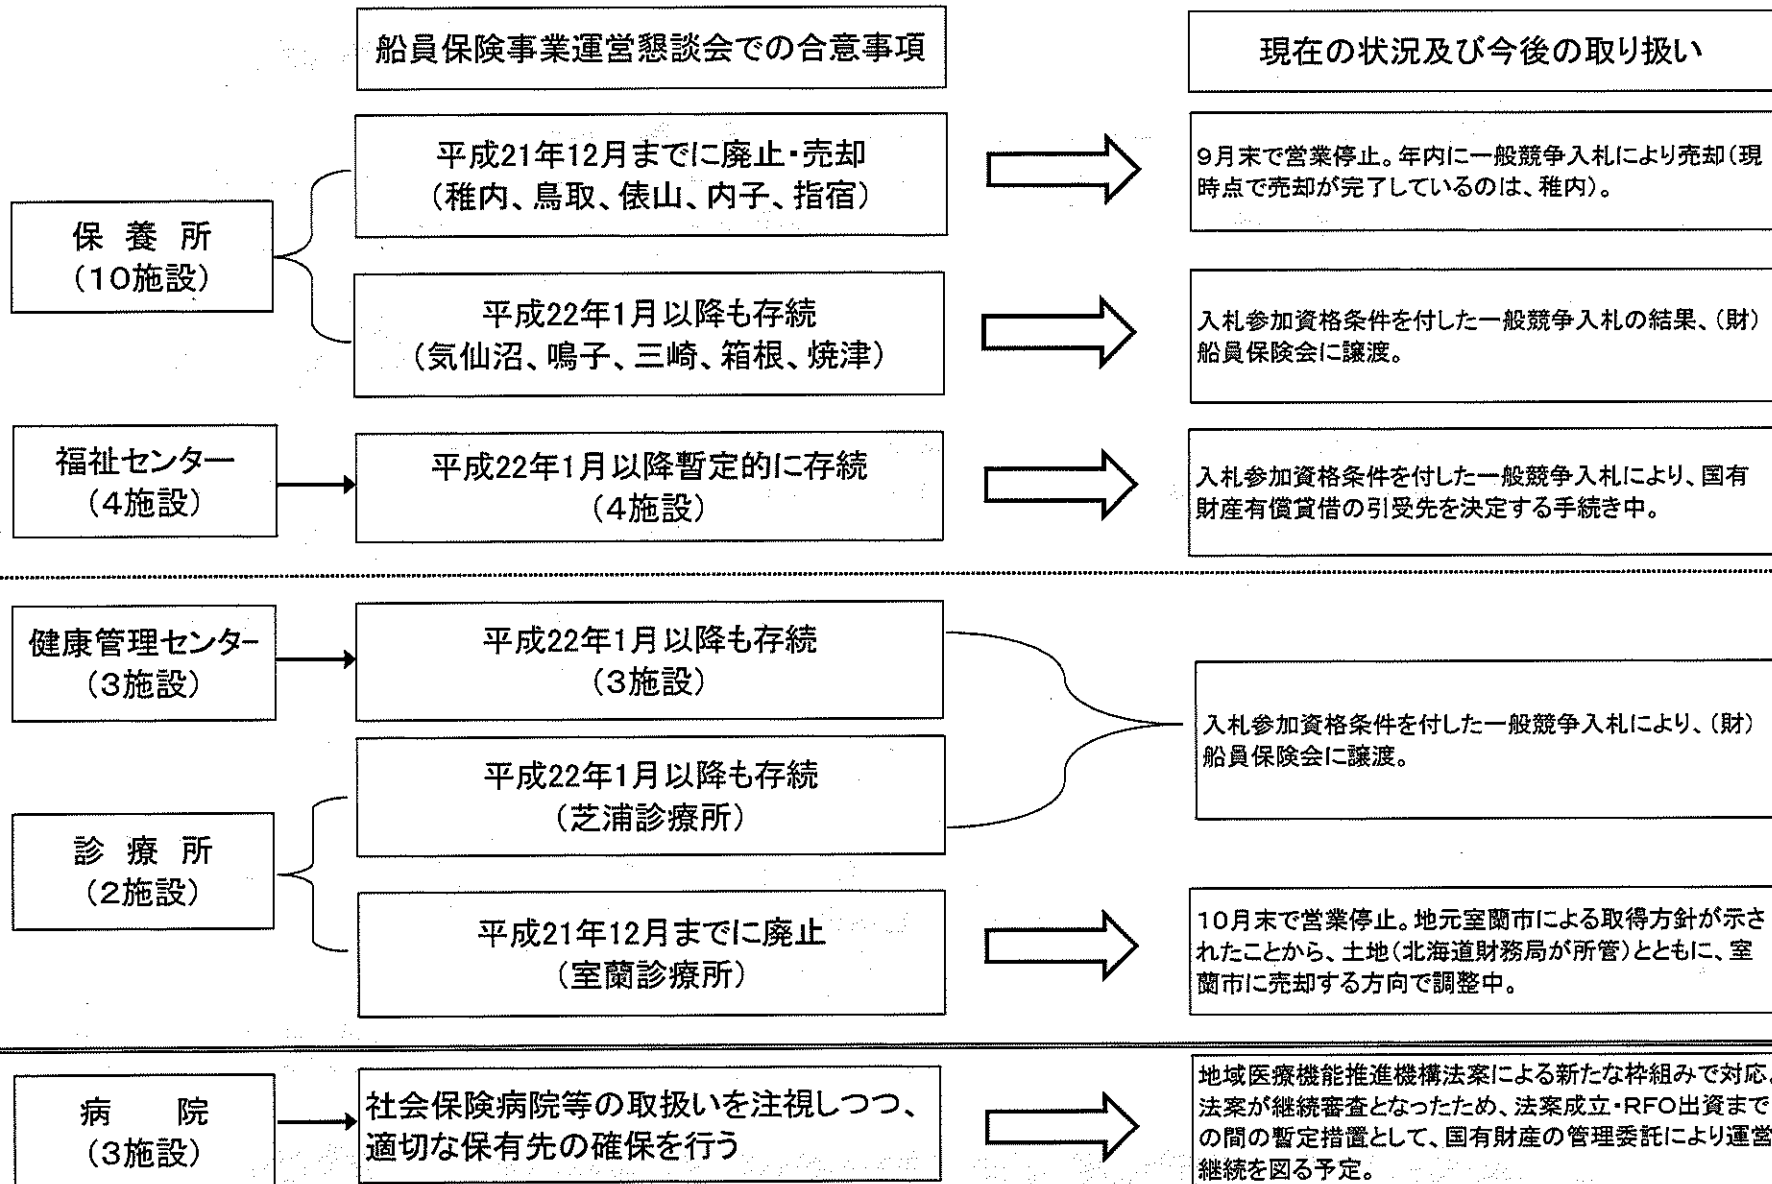 船員保険事業運営懇談会での合意事項
現在の状況及び今後の取り扱い
保 養 所
(10施設)
平成21年12月までに廃止・売却
(稚内、鳥取、俵山、内子、指宿)
9月末で営業停止。年内に一般競争入札により売却(現
時点で売却が完了しているのは、稚内)。
平成22年1月以降も存続
(気仙沼、鳴子、三崎、箱根、焼津)
入札参加資格条件を付した一般競争入札の結果、(財)
船員保険会に譲渡。
福祉センター
(4施設)
平成22年1月以降暫定的に存続
(4施設)
入札参加資格条件を付した一般競争入札により、国有
財産有償貸借の引受先を決定する手続き中。
健康管理センター
(3施設)
平成22年1月以降も存続
(3施設)
入札参加資格条件を付した一般競争入札により、(財)
船員保険会に譲渡。
診 療 所
(2施設)
平成22年1月以降も存続
(芝浦診療所)
平成21年12月までに廃止
(室蘭診療所)
10月末で営業停止。地元室蘭市による取得方針が示さ
れたことから、土地(北海道財務局が所管)とともに、室
蘭市に売却する方向で調整中。
病 院
(3施設)
社会保険病院等の取扱いを注視しつつ、
適切な保有先の確保を行う
地域医療機能推進機構法案による新たな枠組みで対応。
法案が継続審査となったため、法案成立・RFO出資まで
の間の暫定措置として、国有財産の管理委託により運営
継続を図る予定。